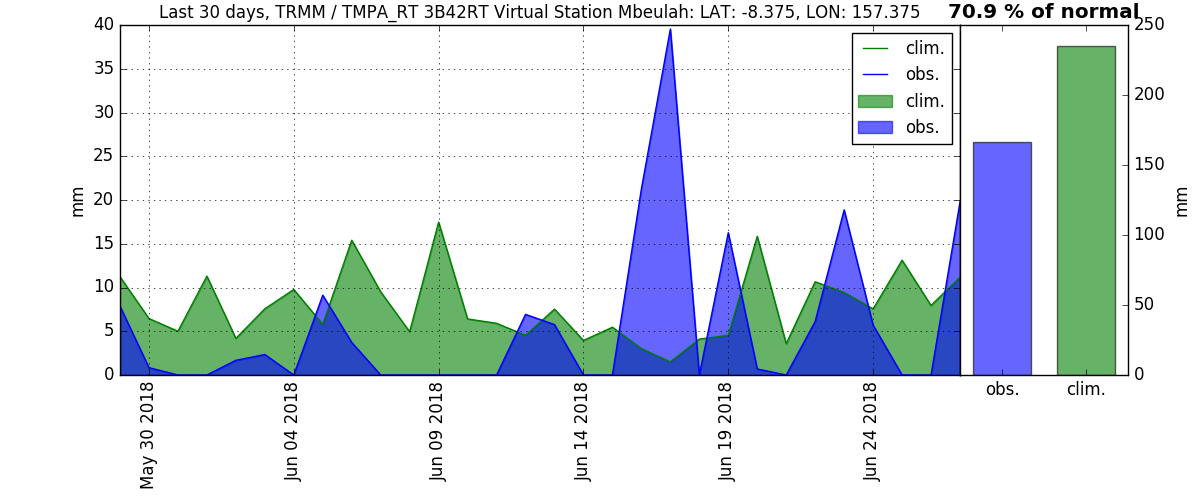 Last 30 days, TRMM / TMPA_RT 3B42RT Virtual Station Mbeulah: LAT: -8.375, LON: 157.375
70.9 % of normal
40
35
30
25
20
15
10
5
0
mm
clim.
obs.
clim.
obs.
May 30 2018
Jun 04 2018
Jun 09 2018
Jun 14 2018
Jun 19 2018
Jun 24 2018
250
200
150
100
50
0
mm
obs.
clim.